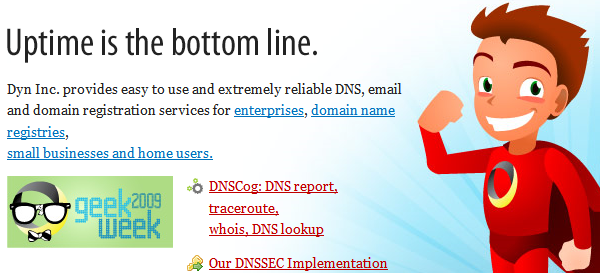 Uptime is the bottom line.
Dyn Inc. provides easy to use and extremely reliable DNS, email
and domain registration services for enterprises, domain name
registries,
small businesses and home users.
geek 2009
week
DNSCog: DNS report,
traceroute,
whois, DNS lookup
Our DNSSEC Implementation